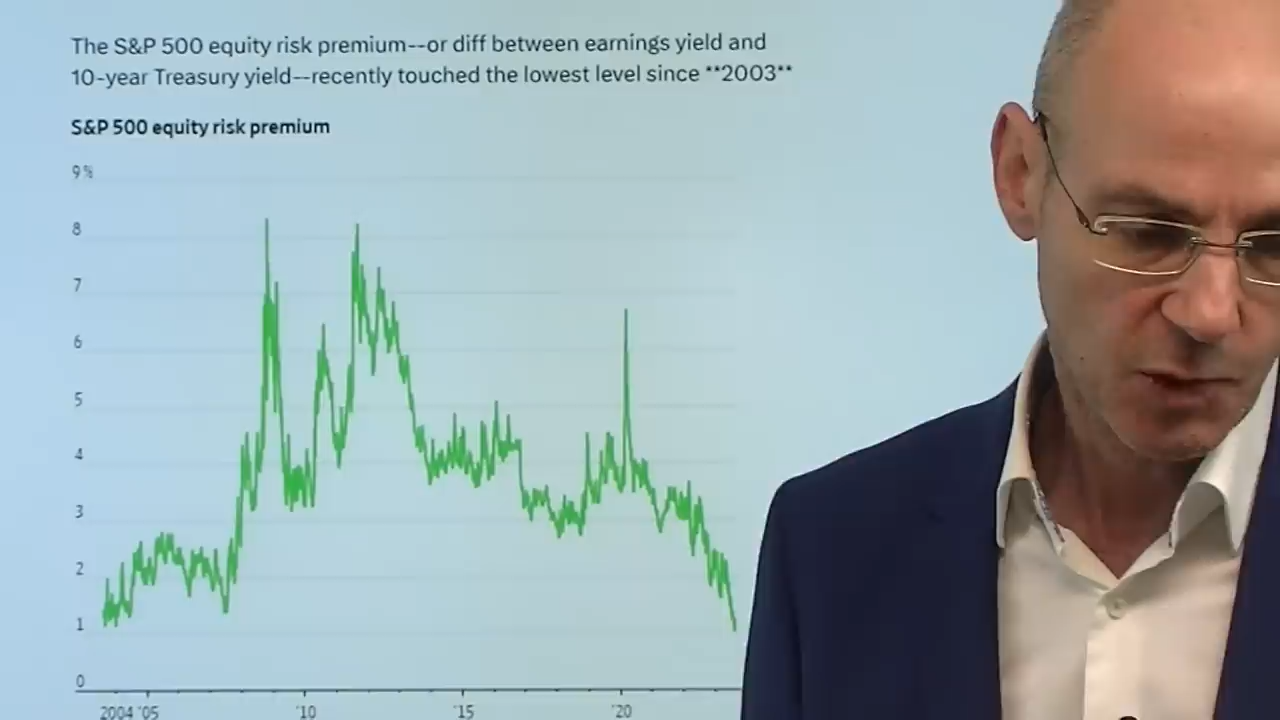 The S&P 500 equity risk premium--or diff between earnings yield and
10-year Treasury yield--recently touched the lowest level since **2003**
S&P 500 equity risk premium
9%
8
7
6
5
4
3
2
1
0
2004 '05 '10 '15 '20